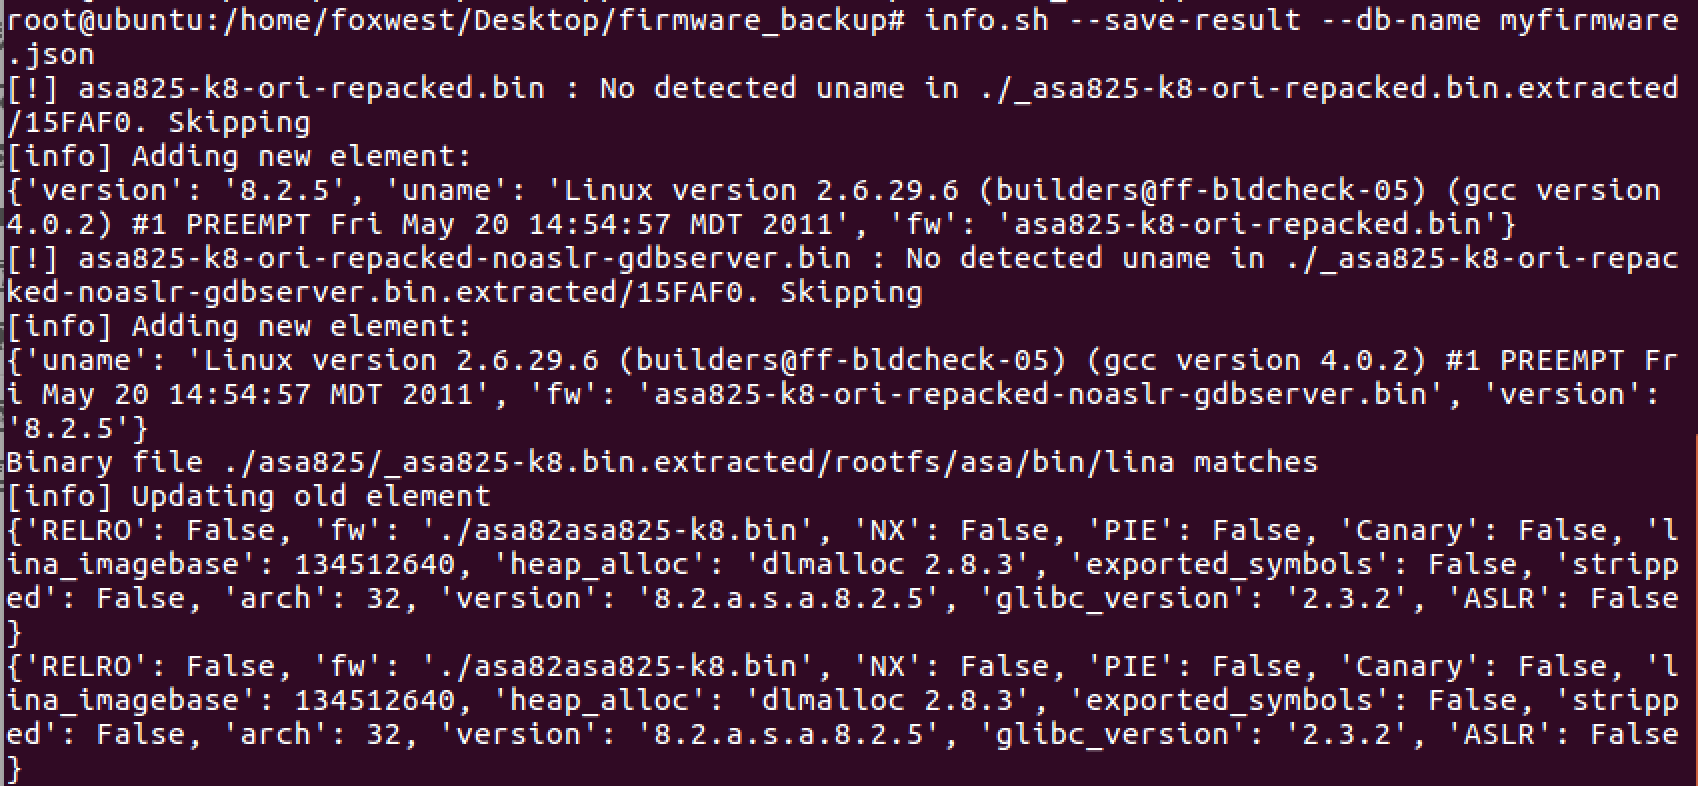 root@ubuntu:/home/foxwest/Desktop/firmware_backup# info.sh --save-result --db-name myfirmware
.json
[!] asa825-k8-ori-repacked.bin : No detected uname in ./_asa825-k8-ori-repacked.bin.extracted
/15FAF0. Skipping
[info] Adding new element:
{'version': '8.2.5', 'uname': 'Linux version 2.6.29.6 (builders@ff-bldcheck-05) (gcc version
4.0.2) #1 PREEMPT Fri May 20 14:54:57 MDT 2011', 'fw': 'asa825-k8-ori-repacked.bin'}
[!] asa825-k8-ori-repacked-noaslr-gdbserver.bin : No detected uname in ./_asa825-k8-ori-repac
ked-noaslr-gdbserver.bin.extracted/15FAF0. Skipping
[info] Adding new element:
{'uname': 'Linux version 2.6.29.6 (builders@ff-bldcheck-05) (gcc version 4.0.2) #1 PREEMPT Fr
i May 20 14:54:57 MDT 2011', 'fw': 'asa825-k8-ori-repacked-noaslr-gdbserver.bin', 'version':
'8.2.5'}
Binary file ./asa825/_asa825-k8.bin.extracted/rootfs/asa/bin/lina matches
[info] Updating old element
{'RELRO': False, 'fw': './asa82asa825-k8.bin', 'NX': False, 'PIE': False, 'Canary': False, 'l
ina_imagebase': 134512640, 'heap_alloc': 'dlmalloc 2.8.3', 'exported_symbols': False, 'stripp
ed': False, 'arch': 32, 'version': '8.2.a.s.a.8.2.5', 'glibc_version': '2.3.2', 'ASLR': False
}
{'RELRO': False, 'fw': './asa82asa825-k8.bin', 'NX': False, 'PIE': False, 'Canary': False, 'l
ina_imagebase': 134512640, 'heap_alloc': 'dlmalloc 2.8.3', 'exported_symbols': False, 'stripp
ed': False, 'arch': 32, 'version': '8.2.a.s.a.8.2.5', 'glibc_version': '2.3.2', 'ASLR': False
}